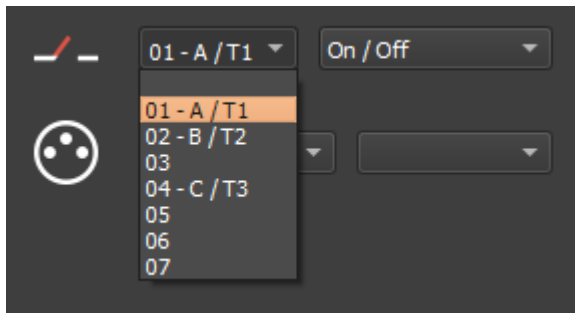 01 - A / T1 On / Off
01 - A / T1
02 - B / T2
03
04 - C / T3
05
06
07